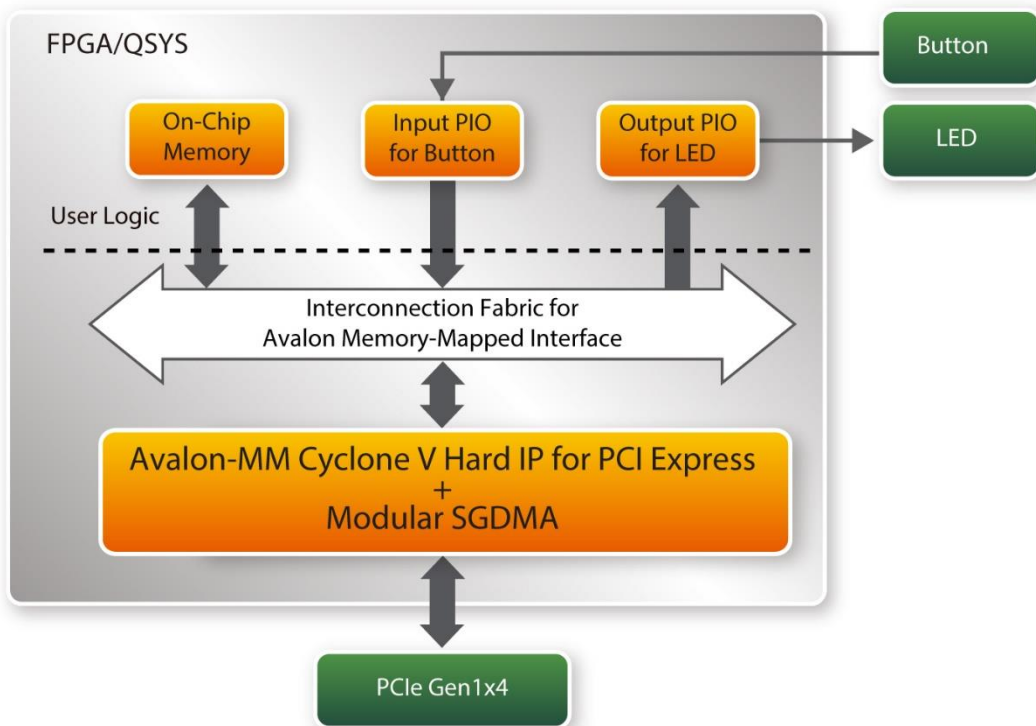 FPGA/QSYS
Button
On-Chip
Memory
Input PIO
for Button
Output PIO
for LED
LED
User Logic
Interconnection Fabric for
Avalon Memory-Mapped Interface
Avalon-MM Cyclone V Hard IP for PCI Express
+
Modular SGDMA
PCIe Gen1x4